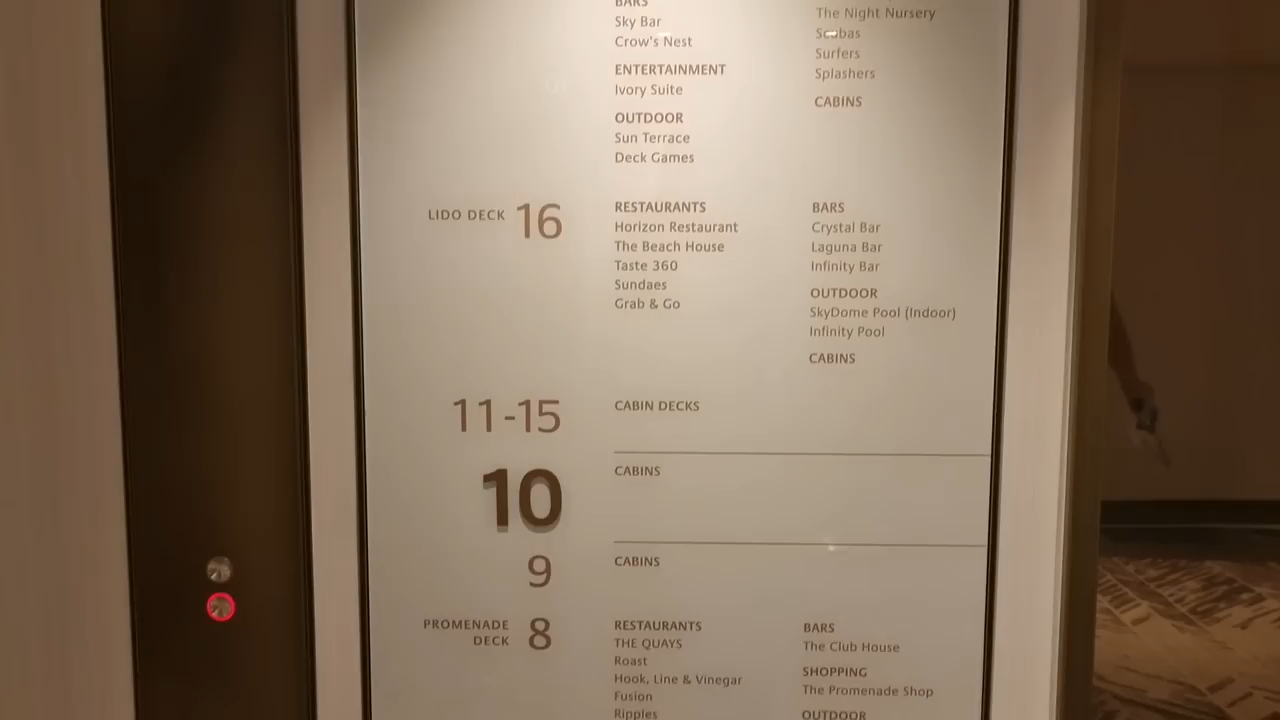 BARS
Sky Bar
Crow's Nest
ENTERTAINMENT
Ivory Suite
OUTDOOR
Sun Terrace
Deck Games
The Night Nursery
Scubas
Surfers
Splashers
CABINS
LIDO DECK 16
RESTAURANTS
Horizon Restaurant
The Beach House
Taste 360
Sundaes
Grab & Go
BARS
Crystal Bar
Laguna Bar
Infinity Bar
OUTDOOR
SkyDome Pool (Indoor)
Infinity Pool
CABINS
11-15
CABIN DECKS
10
CABINS
9
CABINS
PROMENADE
DECK 8
RESTAURANTS
THE QUAYS
Roast
Hook, Line & Vinegar
Fusion
Ripples
BARS
The Club House
SHOPPING
The Promenade Shop
OUTDOOR